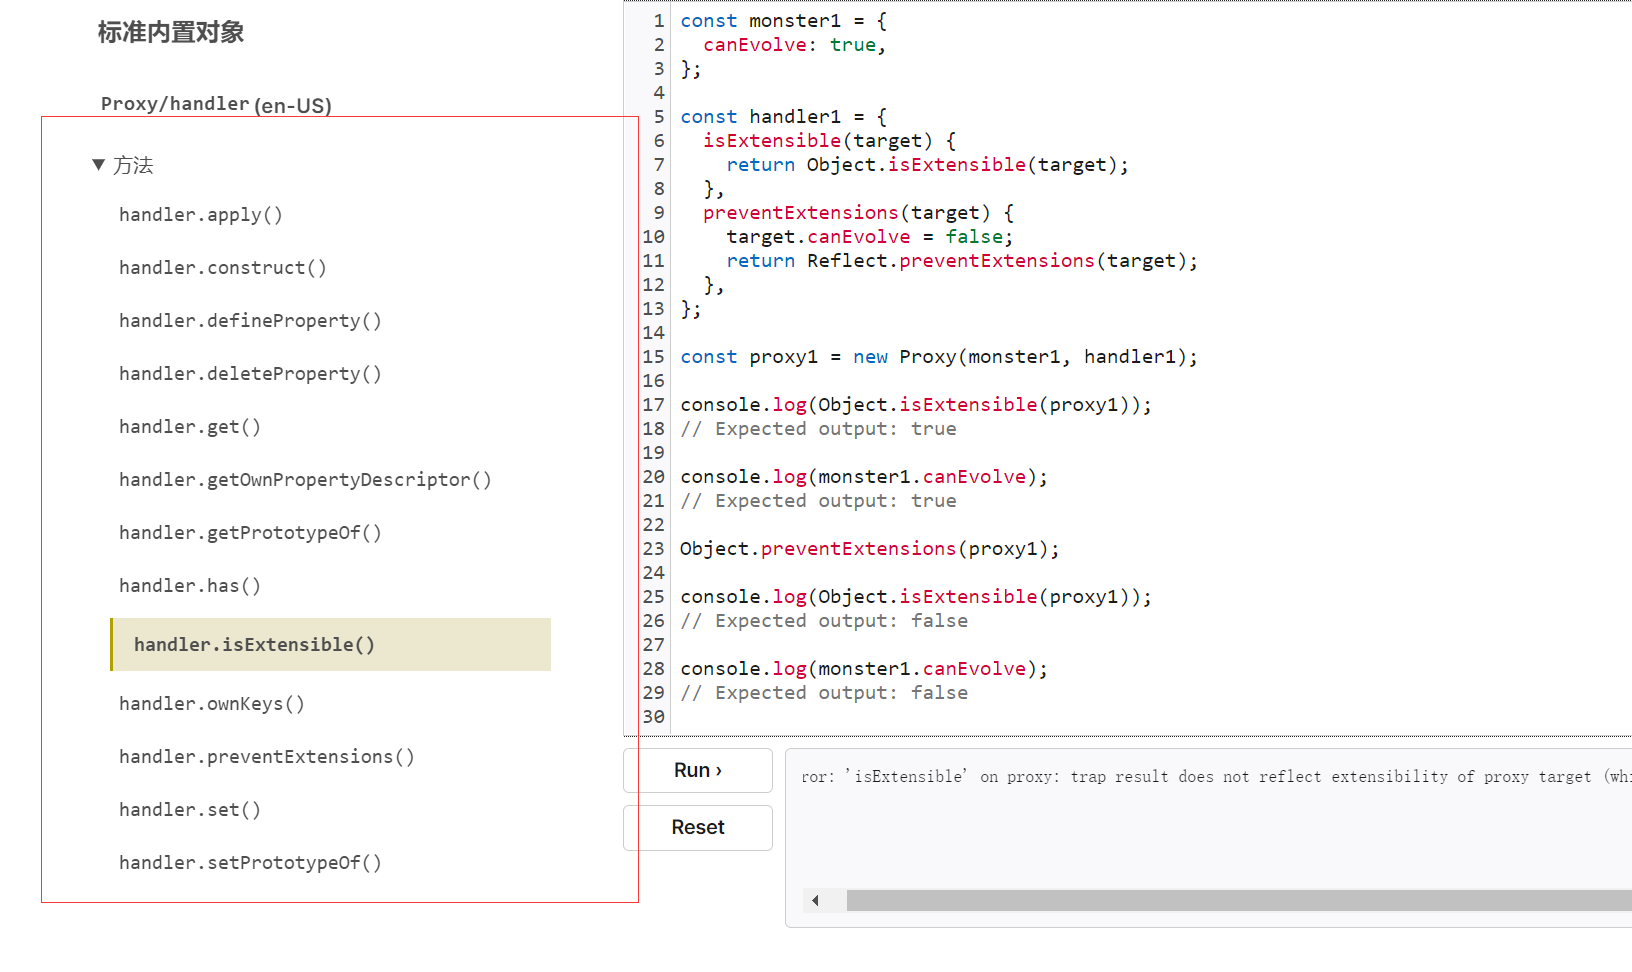 标准内置对象
Proxy/handler (en-US)
▼ 方法
handler.apply()
handler.construct()
handler.defineProperty()
handler.deleteProperty()
handler.get()
handler.getOwnPropertyDescriptor()
handler.getPrototypeOf()
handler.has()
handler.isExtensible()
handler.ownKeys()
handler.preventExtensions()
handler.set()
handler.setPrototypeOf()
1 const monster1 = {
2   canEvolve: true,
3 };
4
5 const handler1 = {
6   isExtensible(target) {
7     return Object.isExtensible(target);
8   },
9   preventExtensions(target) {
10     target.canEvolve = false;
11     return Reflect.preventExtensions(target);
12   },
13 };
14
15 const proxy1 = new Proxy(monster1, handler1);
16
17 console.log(Object.isExtensible(proxy1));
18 // Expected output: true
19
20 console.log(monster1.canEvolve);
21 // Expected output: true
22
23 Object.preventExtensions(proxy1);
24
25 console.log(Object.isExtensible(proxy1));
26 // Expected output: false
27
28 console.log(monster1.canEvolve);
29 // Expected output: false
30
Run ›
Reset
ror: 'isExtensible' on proxy: trap result does not reflect extensibility of proxy target (whi